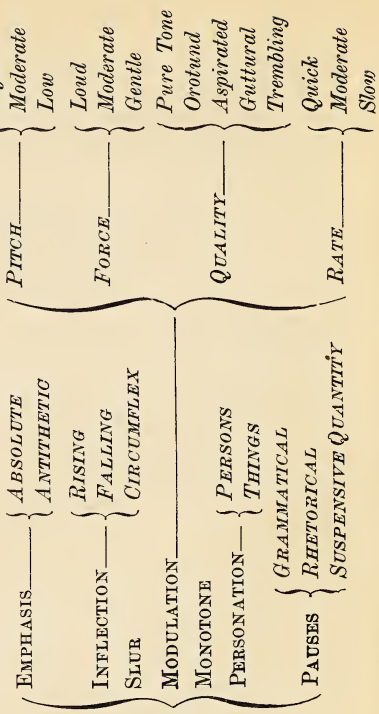 EMPHASIS
ABSOLUTE
ANTITHETIC
INFLECTION
RISING
FALLING
CIRCUMFLEX
SLUR
MODULATION
PITCH
Moderate
Low
FORCE
Loud
Moderate
Gentle
QUALITY
Pure Tone
Orotund
Aspirated
Guttural
Trembling
RATE
Quick
Moderate
Slow
MONOTONE
PERSONATION
PERSONS
THINGS
PAUSES
GRAMMATICAL
RHETORICAL
SUSPENSIVE QUANTITY